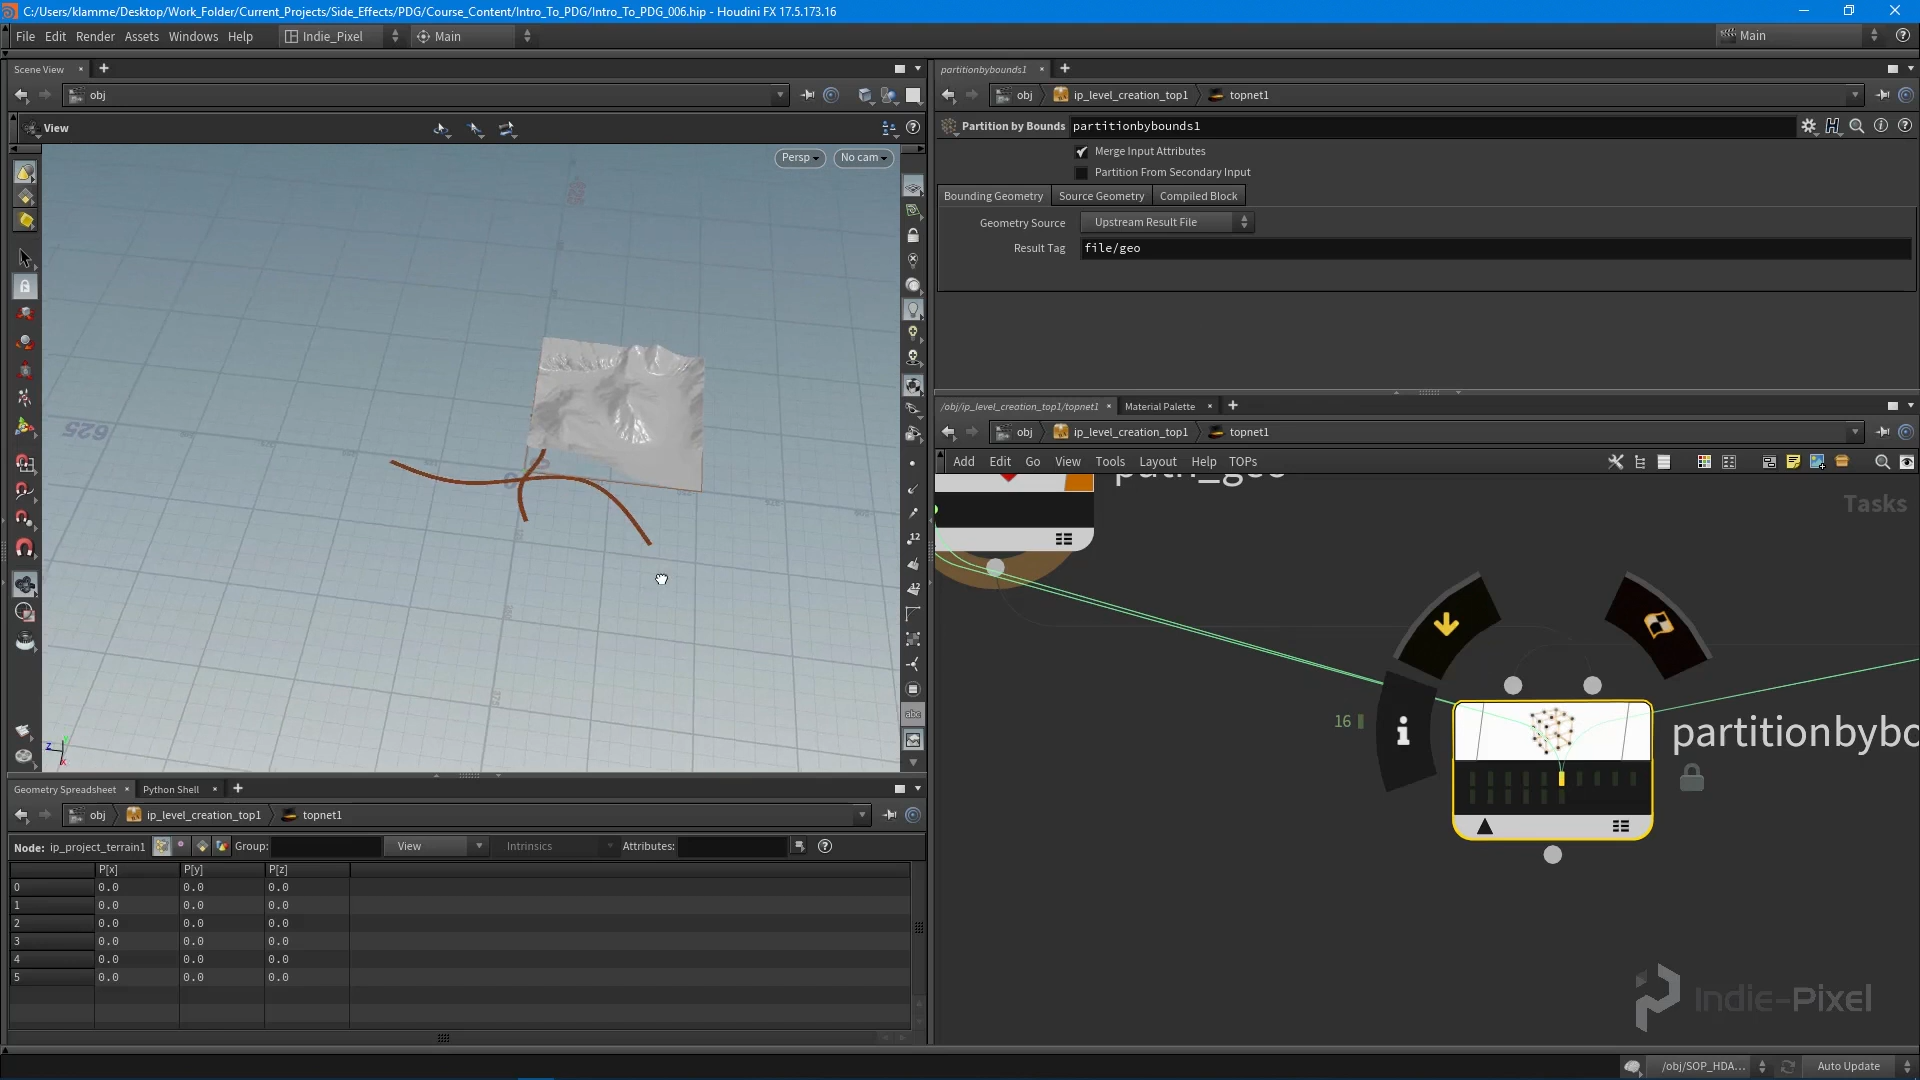 C:/Users/klamme/Desktop/Work_Folder/Current_Projects/Side_Effects/PDG/Course_Content/Intro_To_PDG/Intro_To_PDG_006.hip - Houdini FX 17.5.173.16
File Edit Render Assets Windows Help Indie_Pixel Main Main
Scene View
obj
View
Persp No cam
625
12
12
abc
Z Y X
Geometry Spreadsheet Python Shell
obj ip_level_creation_top1 topnet1
Node: ip_project_terrain1 Group: View Intrinsics Attributes:
P[x] P[y] P[z]
0 0.0 0.0 0.0
1 0.0 0.0 0.0
2 0.0 0.0 0.0
3 0.0 0.0 0.0
4 0.0 0.0 0.0
5 0.0 0.0 0.0
partitionbybounds1
obj ip_level_creation_top1 topnet1
Partition by Bounds partitionbybounds1
Merge Input Attributes
Partition From Secondary Input
Bounding Geometry Source Geometry Compiled Block
Geometry Source Upstream Result File
Result Tag file/geo
/obj/ip_level_creation_top1/topnet1 Material Palette
obj ip_level_creation_top1 topnet1
Add Edit Go View Tools Layout Help TOPs
path_geo
Tasks
16
partitionbybo
Indie-Pixel
/obj/SOP_HDA... Auto Update